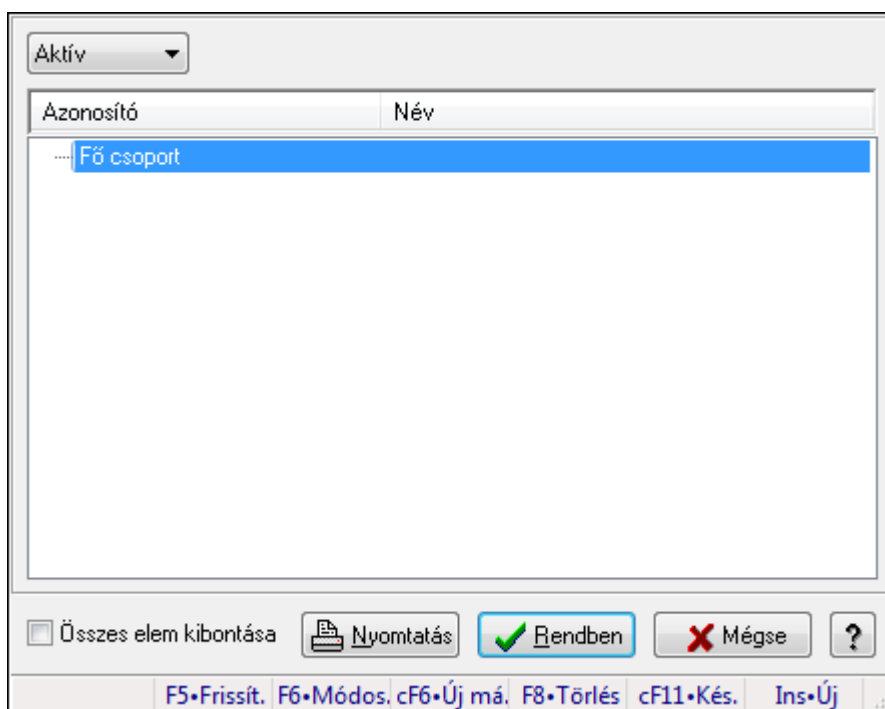 Aktív
Azonosító Név
Fő csoport
Összes elem kibontása Nyomtatás Rendben Mégse ?
F5•Frissít. F6•Módos. cF6•Új má. F8•Törlés cF11•Kés. Ins•Új